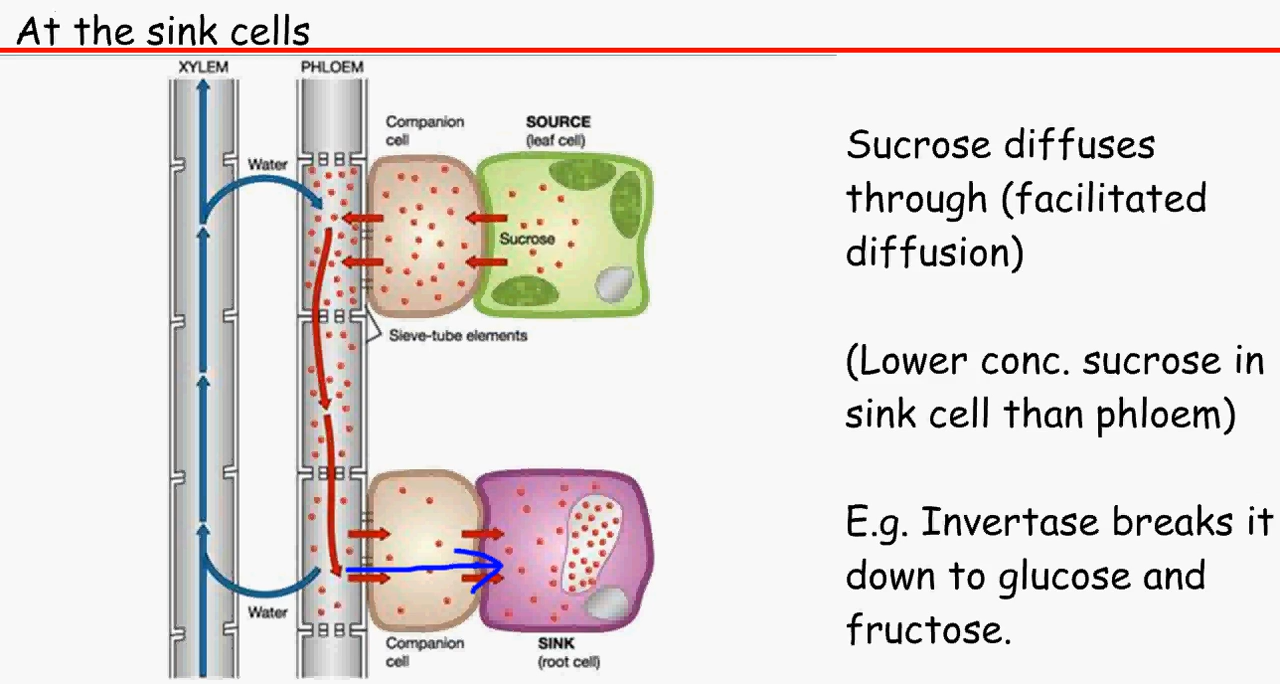 At the sink cells
XYLEM
PHLOEM
Companion
cell
SOURCE
(leaf cell)
Water
Sucrose
Sieve-tube elements
Water
Companion
cell
SINK
(root cell)
Sucrose diffuses
through (facilitated
diffusion)
(Lower conc. sucrose in
sink cell than phloem)
E.g. Invertase breaks it
down to glucose and
fructose.